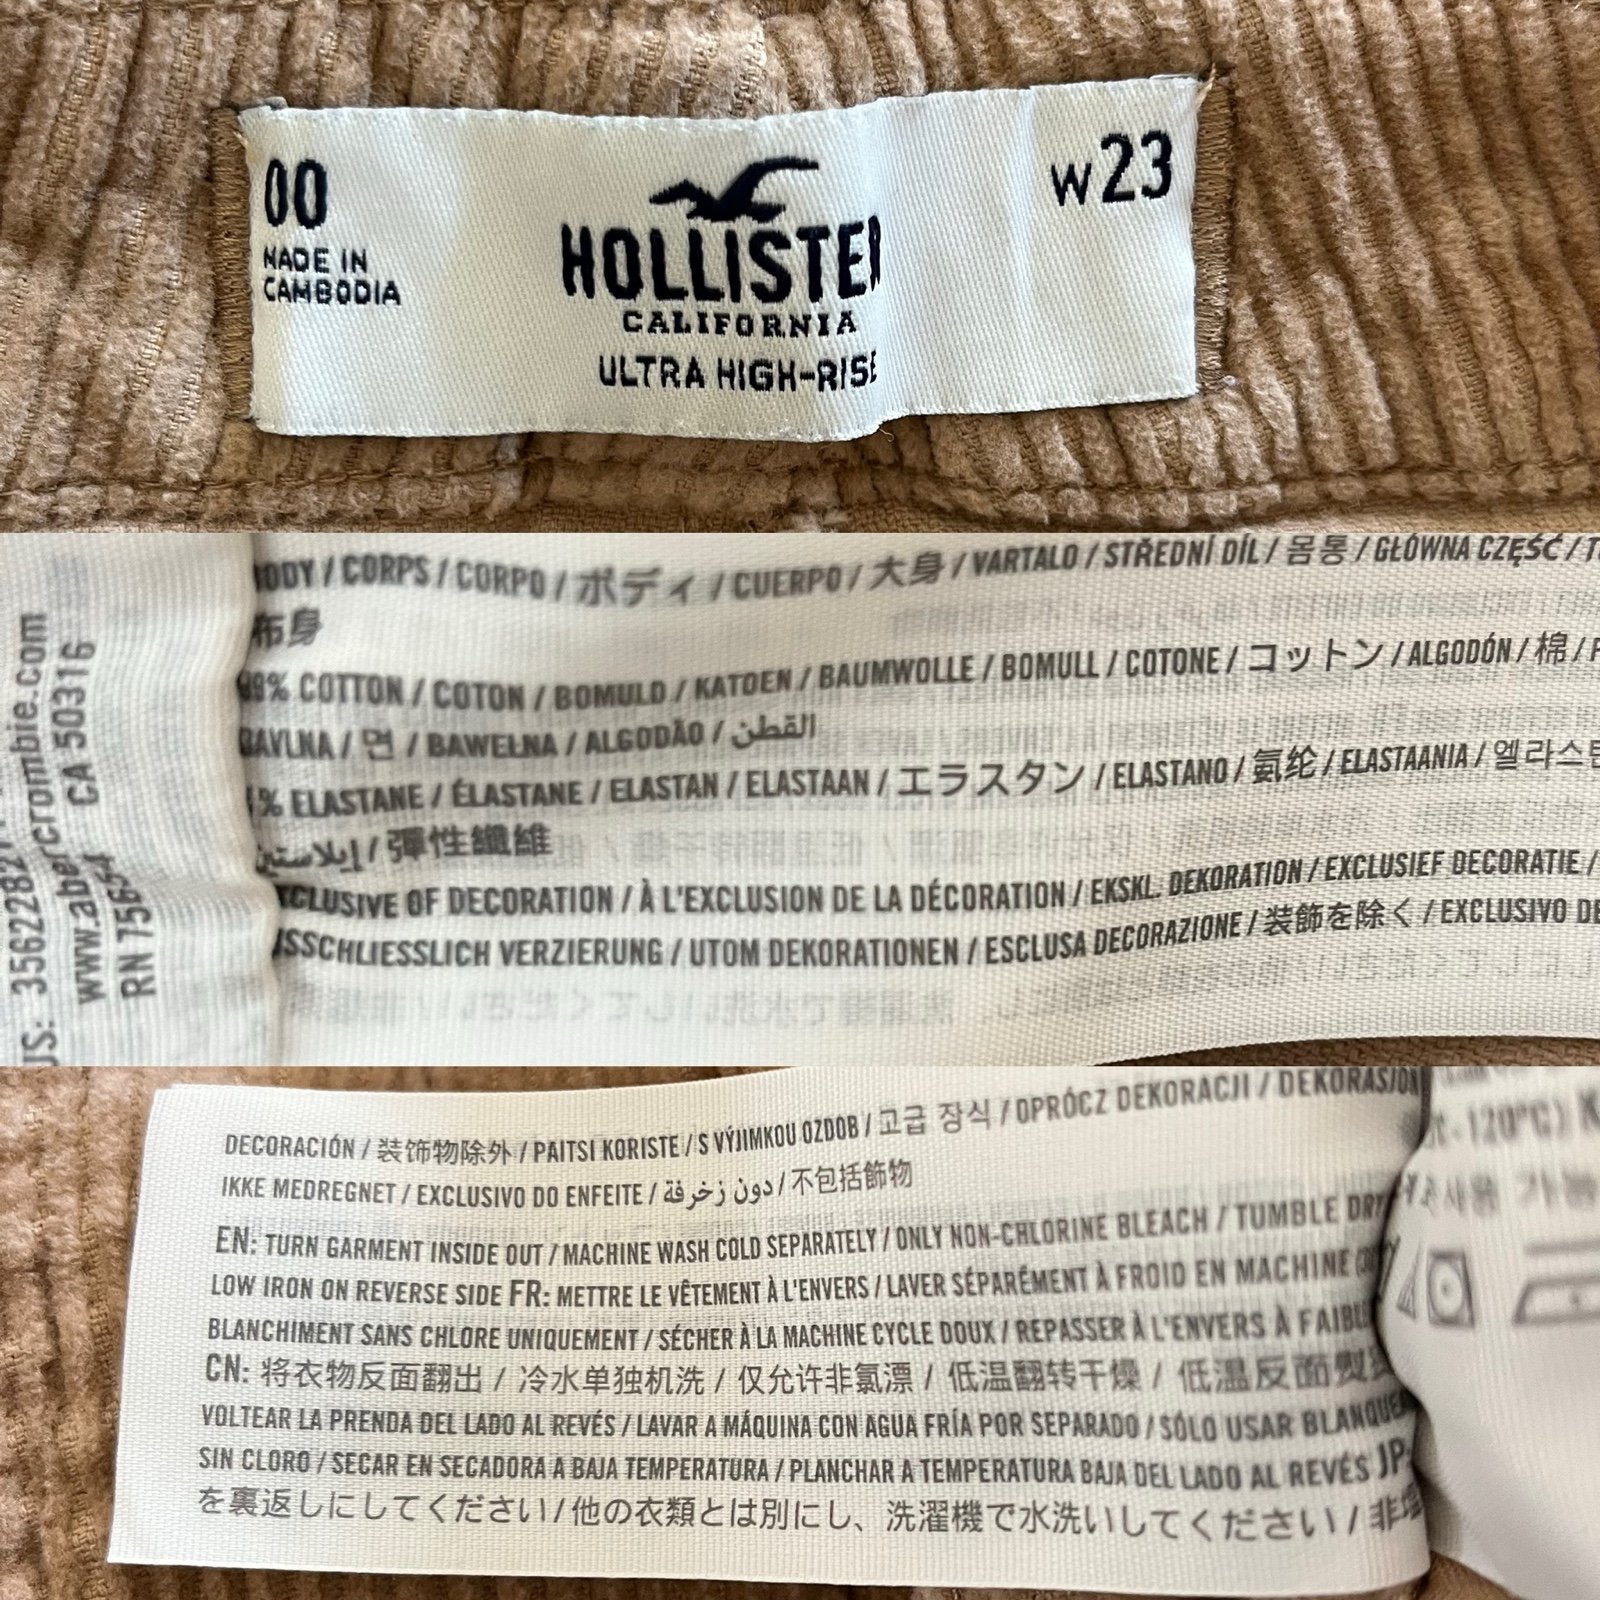 00
MADE IN
CAMBODIA
HOLLISTER
CALIFORNIA
ULTRA HIGH-RISE
W23
www.abercrombie.com
CA 50316
BODY / CORPS / CORPO / ボディ / CUERPO / 大身 / VARTALO / STŘEDNÍ DÍL / 몸통 / GŁÓWNA CZĘŚĆ /
布身
99% COTTON / COTON / BOMULD / KATOEN / BAUMWOLLE / BOMULL / COTONE / コットン / ALGODÓN / 棉 /
BAVLNA / 면 / BAWEŁNA / ALGODÃO / القطن
1% ELASTANE / ÉLASTANE / ELASTAN / ELASTAAN / エラスタン / ELASTANO / 氨纶 / ELASTAANIA /
إيلاستين / 彈性纖維
EXCLUSIVE OF DECORATION / À L'EXCLUSION DE LA DÉCORATION / EKSKL. DEKORATION / EXCLUSIEF DECORATIE /
AUSSCHLIESSLICH VERZIERUNG / UTOM DEKORATIONEN / ESCLUSA DECORAZIONE / 装飾を除く / EXCLUSIVO DE
DECORACIÓN / 装饰物除外 / PAITSI KORISTE / S VÝJIMKOU OZDOB / 고급 장식 / OPRÓCZ DEKORACJI / DEKORASJON
IKKE MEDREGNET / EXCLUSIVO DO ENFEITE / دون زخرفة / 不包括飾物
EN: TURN GARMENT INSIDE OUT / MACHINE WASH COLD SEPARATELY / ONLY NON-CHLORINE BLEACH / TUMBLE DRY
LOW IRON ON REVERSE SIDE FR: METTRE LE VÊTEMENT À L'ENVERS / LAVER SÉPARÉMENT À FROID EN MACHINE
BLANCHIMENT SANS CHLORE UNIQUEMENT / SÉCHER À LA MACHINE CYCLE DOUX / REPASSER À L'ENVERS À FAIBLE
CN: 将衣物反面翻出 / 冷水单独机洗 / 仅允许非氯漂 / 低温翻转干燥 / 低温反面熨
VOLTEAR LA PRENDA DEL LADO AL REVÉS / LAVAR A MÁQUINA CON AGUA FRÍA POR SEPARADO / SÓLO USAR BLANQUEA
SIN CLORO / SECAR EN SECADORA A BAJA TEMPERATURA / PLANCHAR A TEMPERATURA BAJA DEL LADO AL REVÉS JP:
を裏返しにしてください / 他の衣類とは別にし、洗濯機で水洗いしてください / 非塩